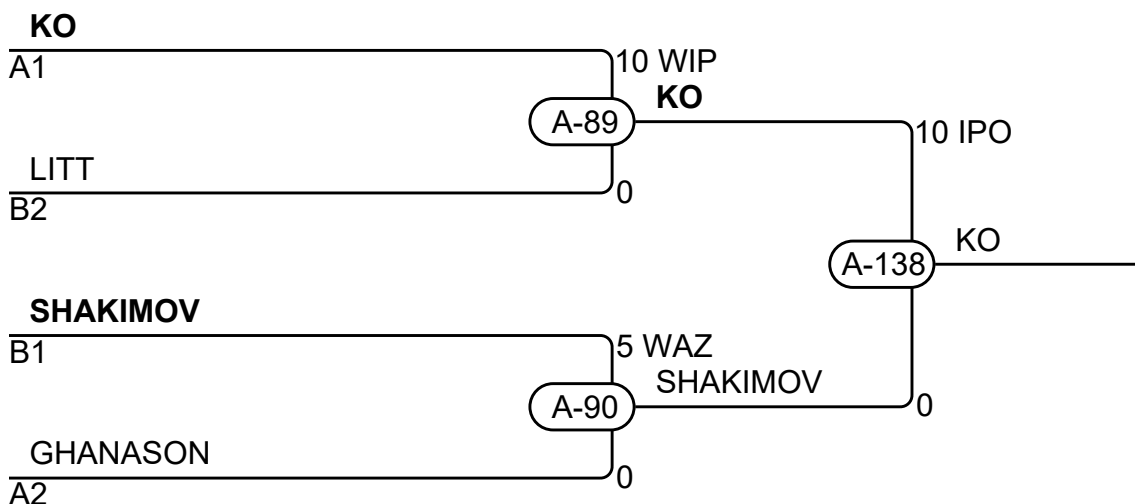 KO
A1
10 WIP
KO
A-89
10 IPO
LITT
B2
0
KO
A-138
SHAKIMOV
B1
5 WAZ
SHAKIMOV
A-90
0
GHANASON
A2
0